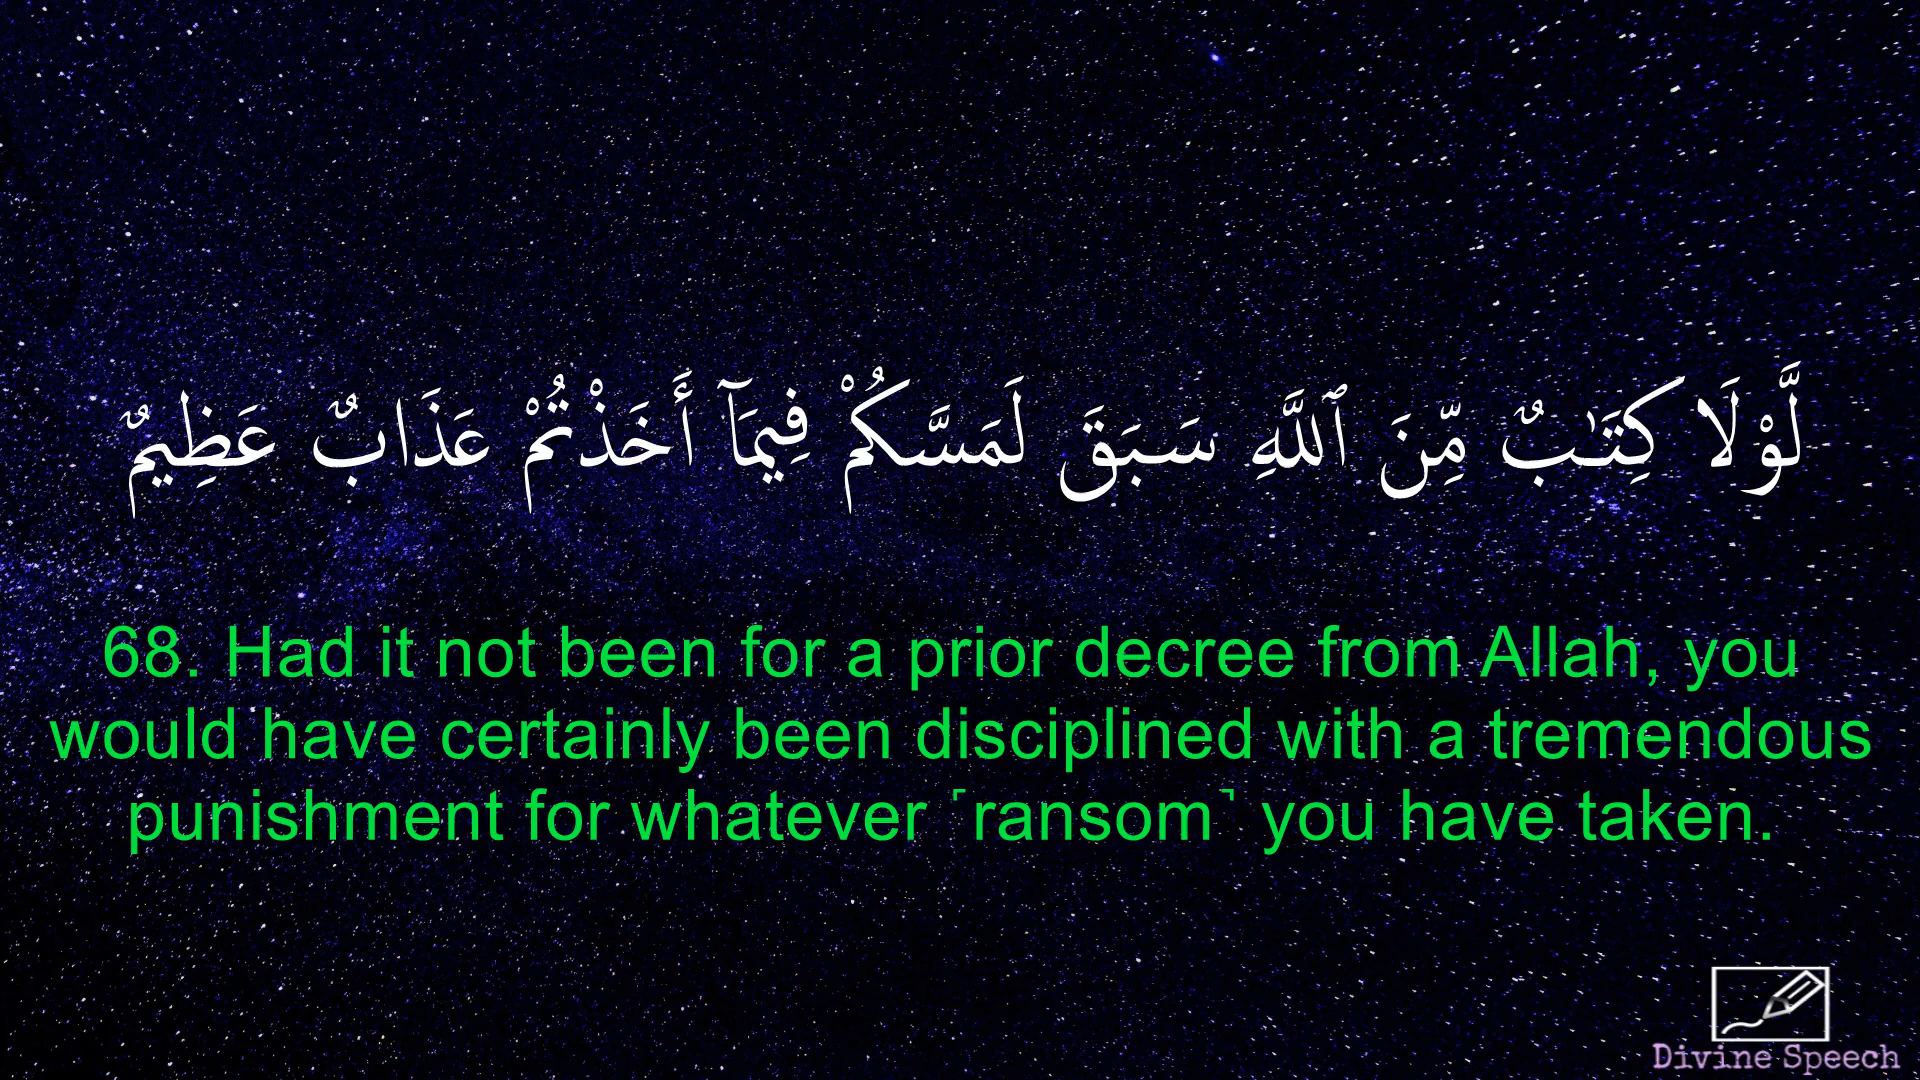 لَّوْلَا كِتَـٰبٌ مِّنَ ٱللَّهِ سَبَقَ لَمَسَّكُمْ فِيمَآ أَخَذْتُمْ عَذَابٌ عَظِيمٌ
68. Had it not been for a prior decree from Allah, you
would have certainly been disciplined with a tremendous
punishment for whatever ˹ransom˺ you have taken.
Divine Speech